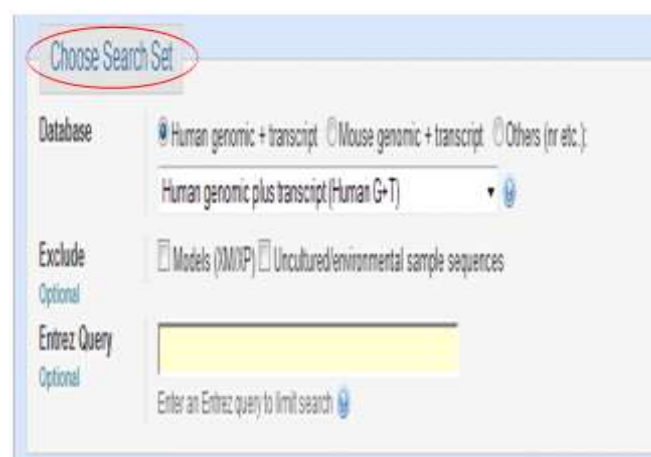 Choose Search Set
Database Human genomic + transcript Mouse genomic + transcript Others (nr etc.):
Human genomic plus transcript (Human G+T)
Exclude Models (XM/XP) Uncultured/environmental sample sequences
Optional
Entrez Query
Optional
Enter an Entrez query to limit search